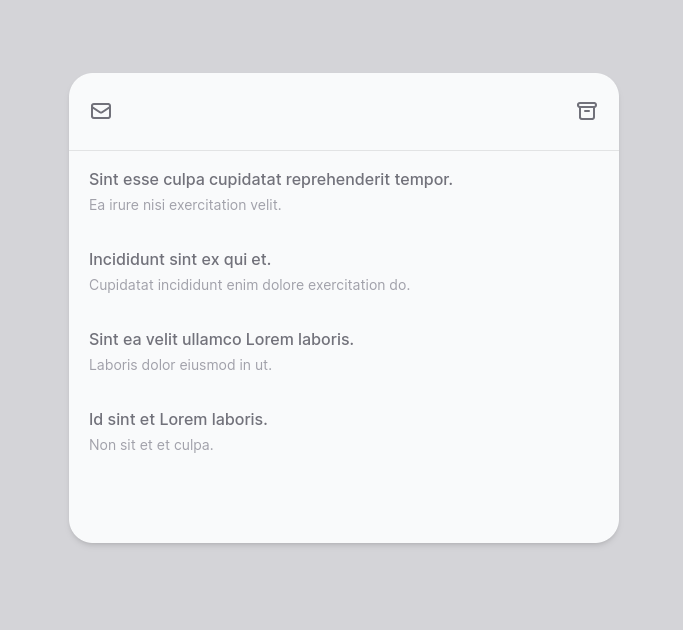 Sint esse culpa cupidatat reprehenderit tempor.
Ea irure nisi exercitation velit.
Incididunt sint ex qui et.
Cupidatat incididunt enim dolore exercitation do.
Sint ea velit ullamco Lorem laboris.
Laboris dolor eiusmod in ut.
Id sint et Lorem laboris.
Non sit et et culpa.